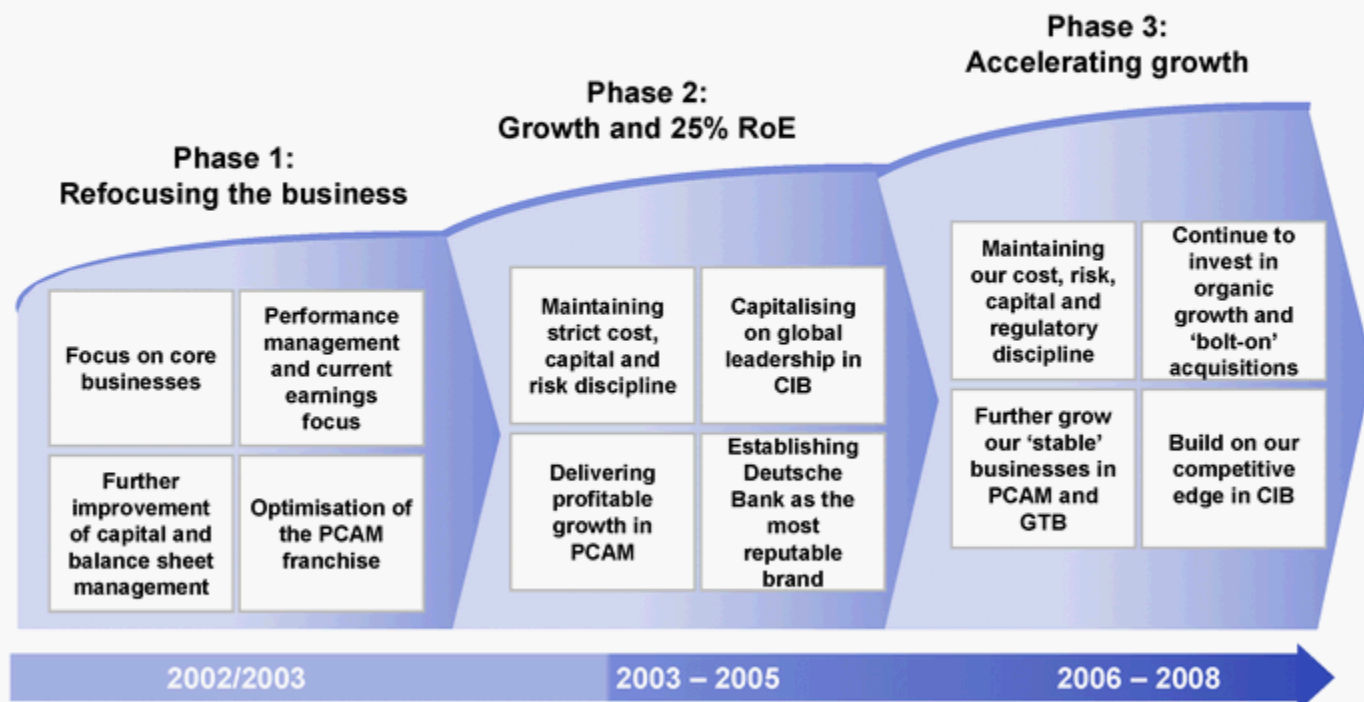 Phase 1:
Refocusing the business
Focus on core
businesses
Performance
management
and current
earnings
focus
Further
improvement
of capital and
balance sheet
management
Optimisation of
the PCAM
franchise
Phase 2:
Growth and 25% RoE
Maintaining
strict cost,
capital and
risk discipline
Capitalising
on global
leadership in
CIB
Delivering
profitable
growth in
PCAM
Establishing
Deutsche
Bank as the
most
reputable
brand
Phase 3:
Accelerating growth
Maintaining
our cost, risk,
capital and
regulatory
discipline
Continue to
invest in
organic
growth and
‘bolt-on’
acquisitions
Further grow
our ‘stable’
businesses in
PCAM and
GTB
Build on our
competitive
edge in CIB
2002/2003
2003 – 2005
2006 – 2008